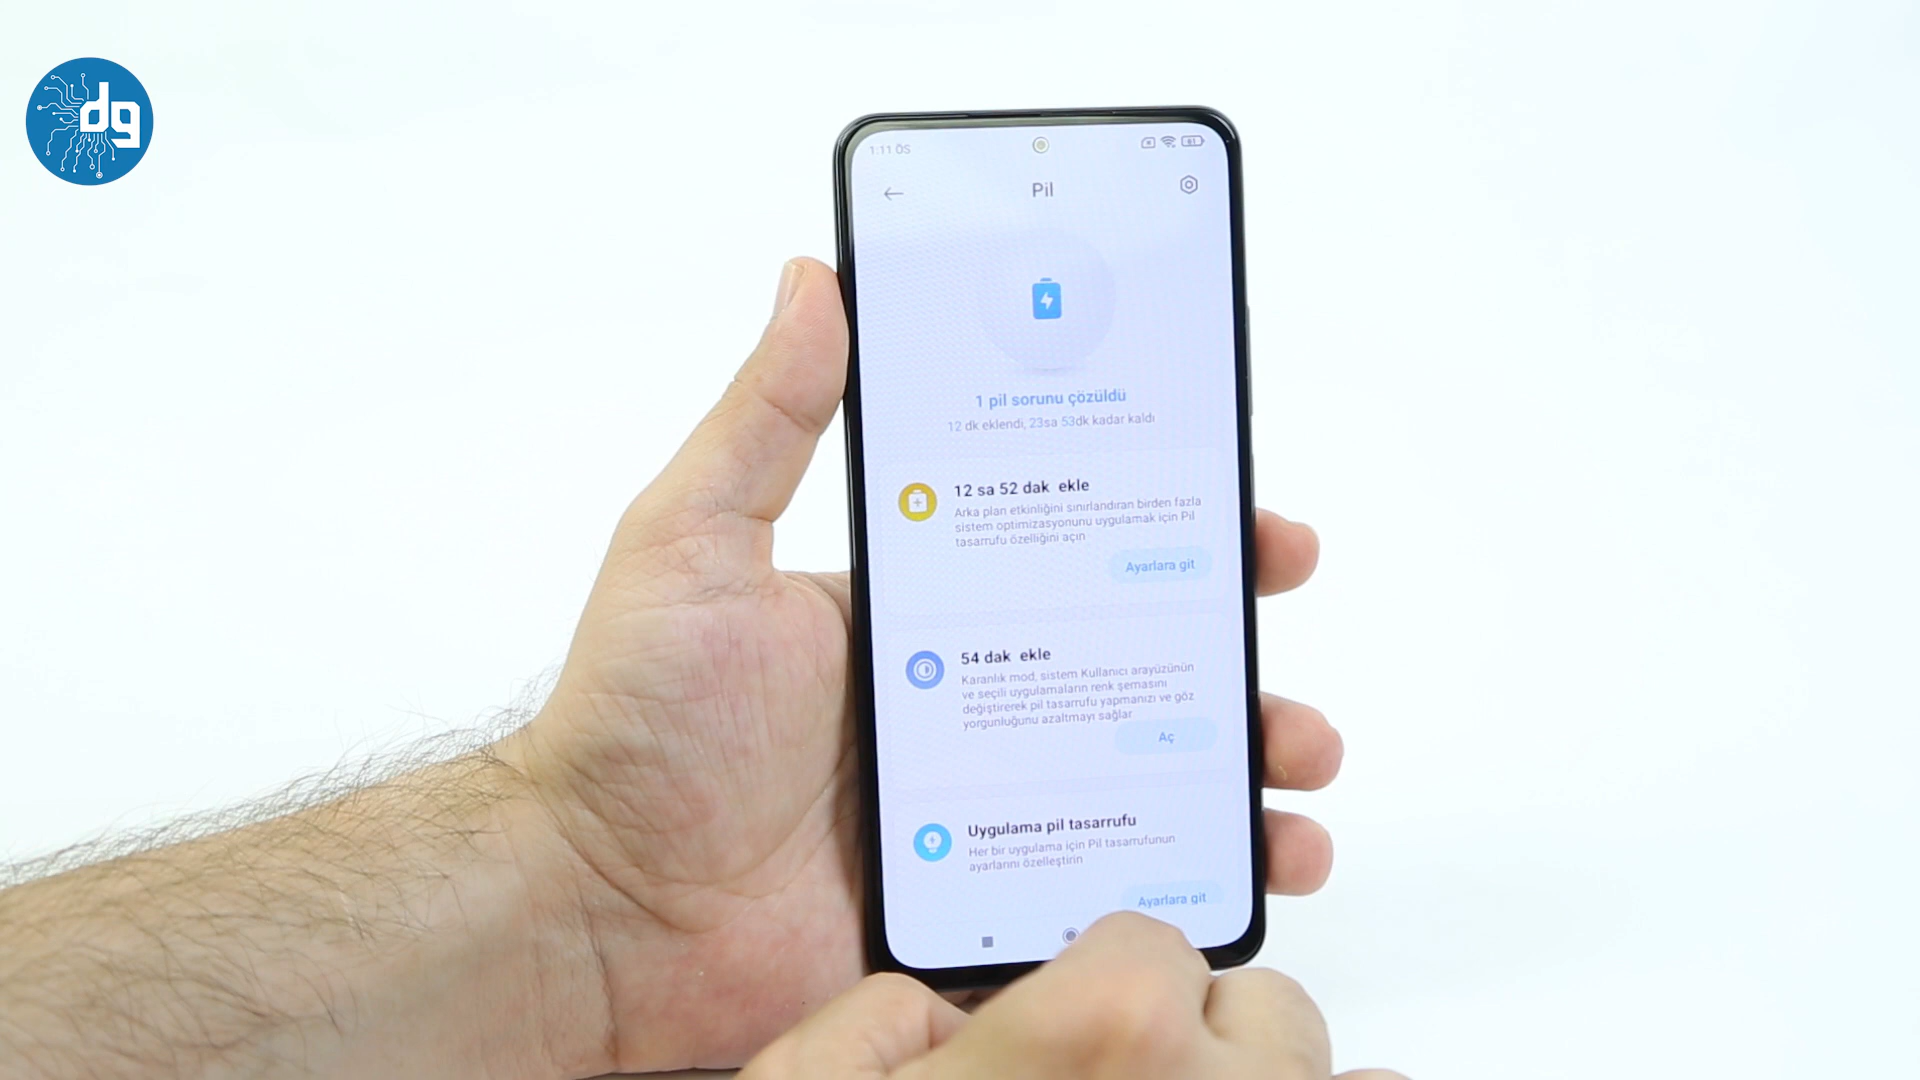 dg
1:11 ÖS
81
Pil
1 pil sorunu çözüldü
12 dk eklendi, 23sa 53dk kadar kaldı
12 sa 52 dak ekle
Arka plan etkinliğini sınırlandıran birden fazla
sistem optimizasyonunu uygulamak için Pil
tasarrufu özelliğini açın
Ayarlara git
54 dak ekle
Karanlık mod, sistem Kullanıcı arayüzünün
ve seçili uygulamaların renk şemasını
değiştirerek pil tasarrufu yapmanızı ve göz
yorgunluğunu azaltmayı sağlar
Aç
Uygulama pil tasarrufu
Her bir uygulama için Pil tasarrufunun
ayarlarını özelleştirin
Ayarlara git